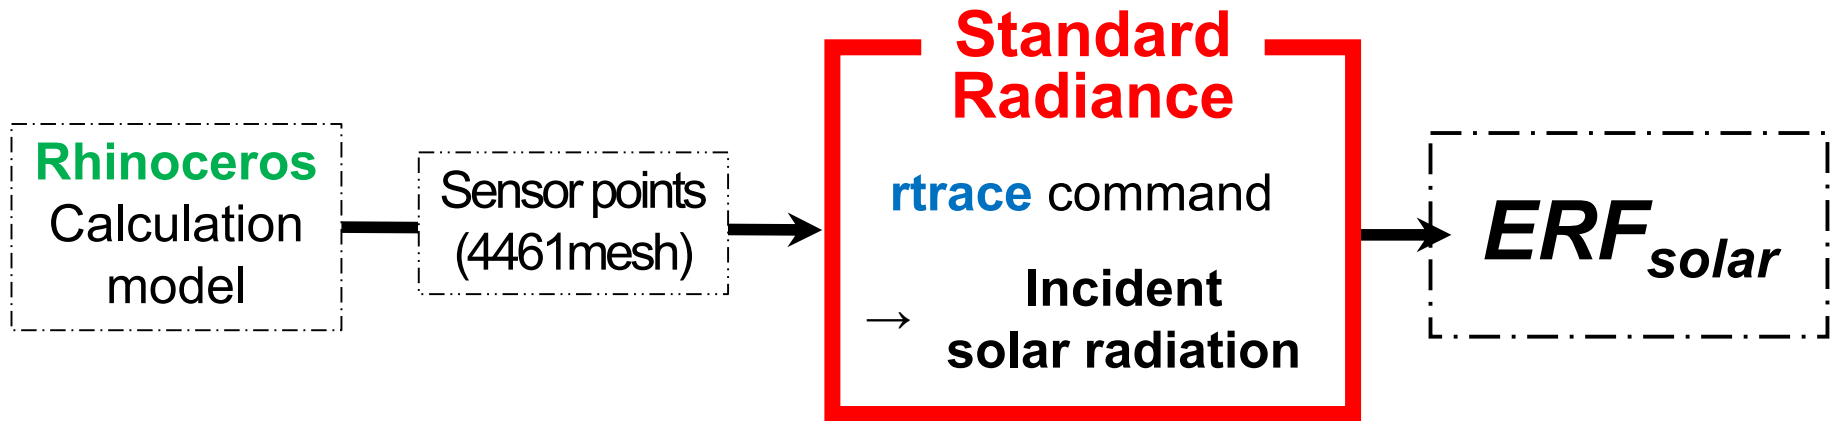 Rhinoceros
Calculation
model
Sensor points
(4461mesh)
Standard
Radiance
rtrace command
→ Incident
solar radiation
ERFsolar